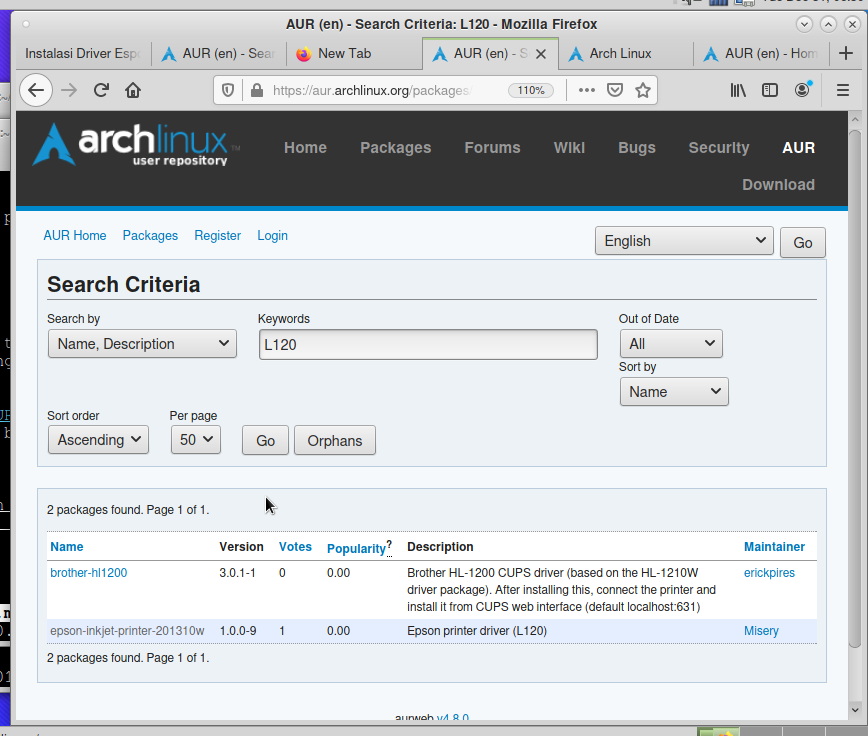 AUR (en) - Search Criteria: L120 - Mozilla Firefox
Instalasi Driver Eps
AUR (en) - Sear
New Tab
AUR (en) - S
Arch Linux
AUR (en) - Hom
https://aur.archlinux.org/packages
110%
archlinux
user repository
Home Packages Forums Wiki Bugs Security AUR
Download
AUR Home Packages Register Login
English
Go
Search Criteria
Search by
Keywords
Out of Date
Name, Description
L120
All
Sort by
Name
Sort order
Per page
Ascending
50
Go
Orphans
2 packages found. Page 1 of 1.
Name Version Votes Popularity? Description Maintainer
brother-hl1200 3.0.1-1 0 0.00 Brother HL-1200 CUPS driver (based on the HL-1210W erickpires
driver package). After installing this, connect the printer and
install it from CUPS web interface (default localhost:631)
epson-inkjet-printer-201310w 1.0.0-9 1 0.00 Epson printer driver (L120) Misery
2 packages found. Page 1 of 1.
aurweb v4.8.0